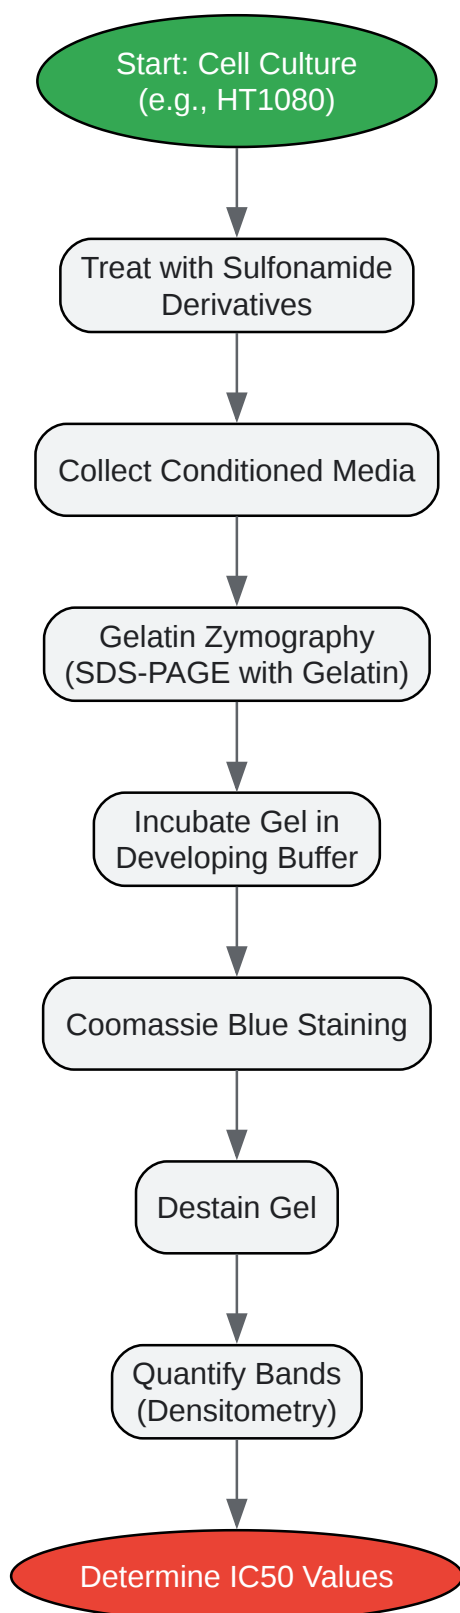 Start: Cell Culture
(e.g., HT1080)
Treat with Sulfonamide
Derivatives
Collect Conditioned Media
Gelatin Zymography
(SDS-PAGE with Gelatin)
Incubate Gel in
Developing Buffer
Coomassie Blue Staining
Destain Gel
Quantify Bands
(Densitometry)
Determine IC50 Values